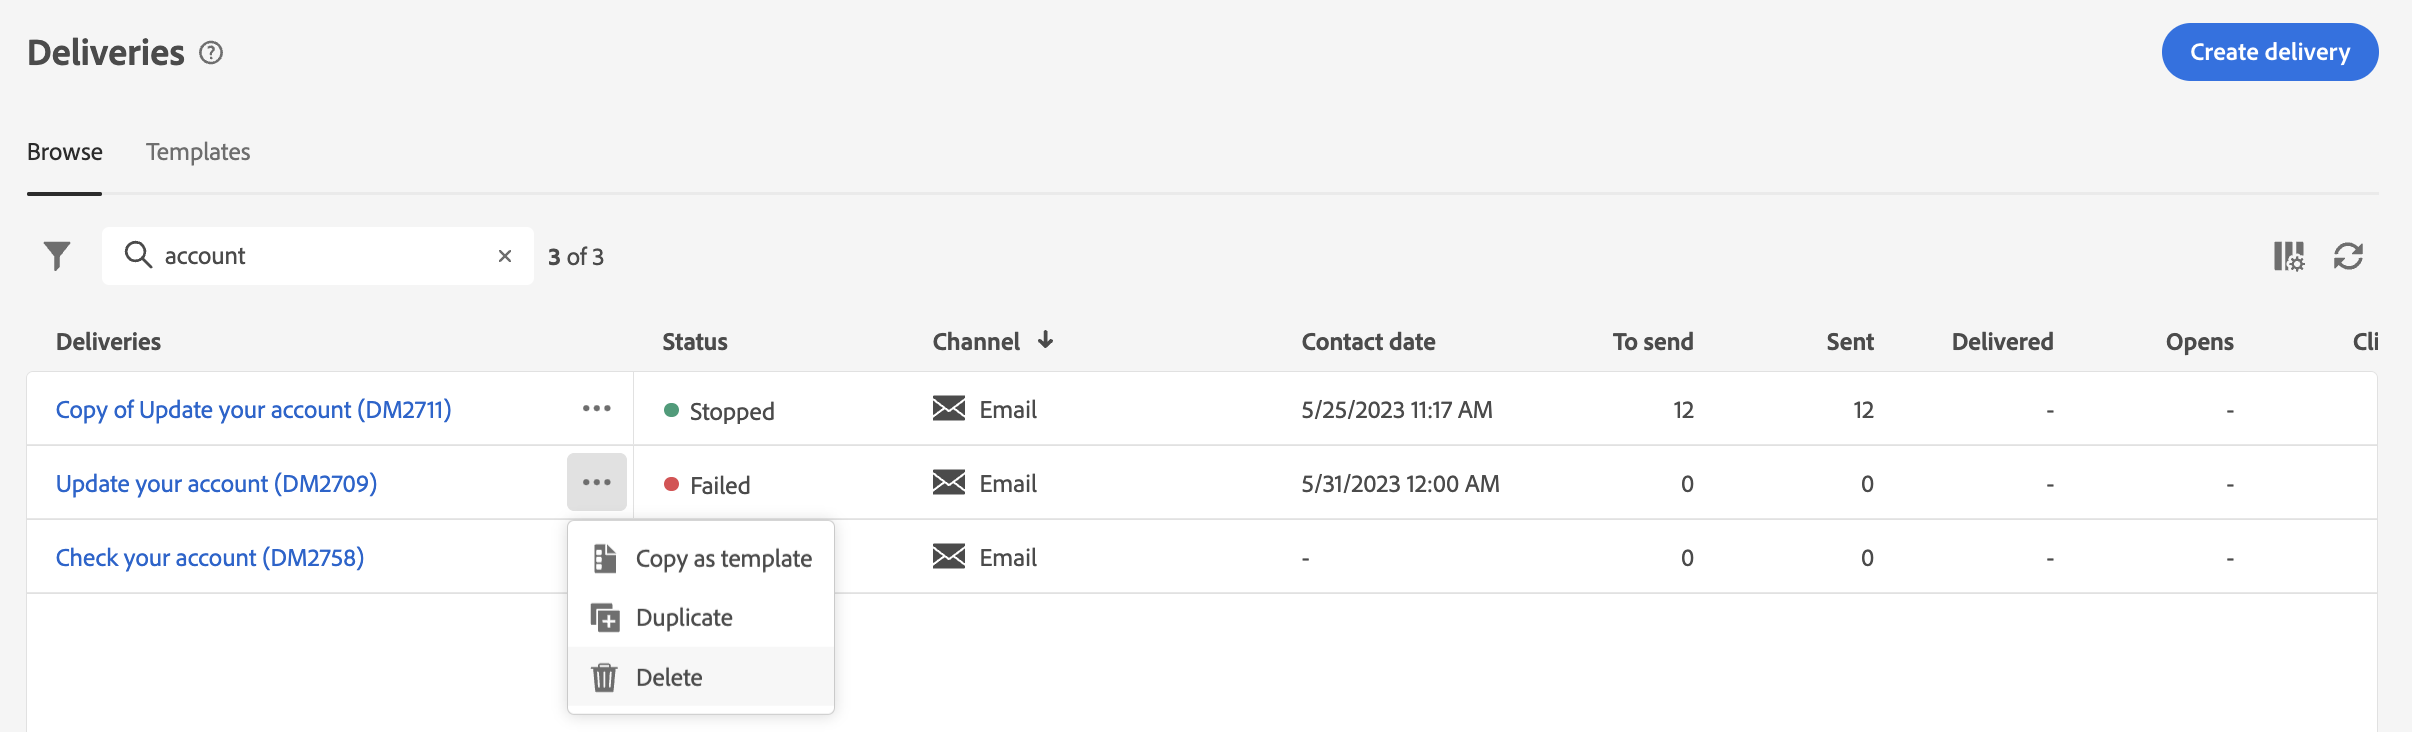 Deliveries ?
Create delivery
Browse Templates
account × 3 of 3
Deliveries Status Channel ↓ Contact date To send Sent Delivered Opens Cli
Copy of Update your account (DM2711) ••• Stopped Email 5/25/2023 11:17 AM 12 12 - -
Update your account (DM2709) ••• Failed Email 5/31/2023 12:00 AM 0 0 - -
Check your account (DM2758) Email - 0 0 - -
Copy as template
Duplicate
Delete